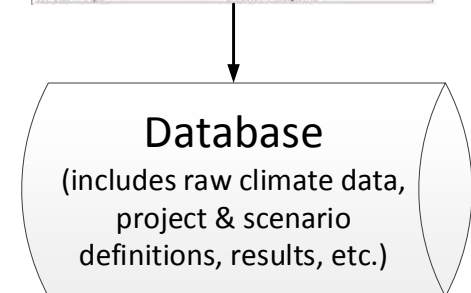 Database
(includes raw climate data,
project & scenario
definitions, results, etc.)